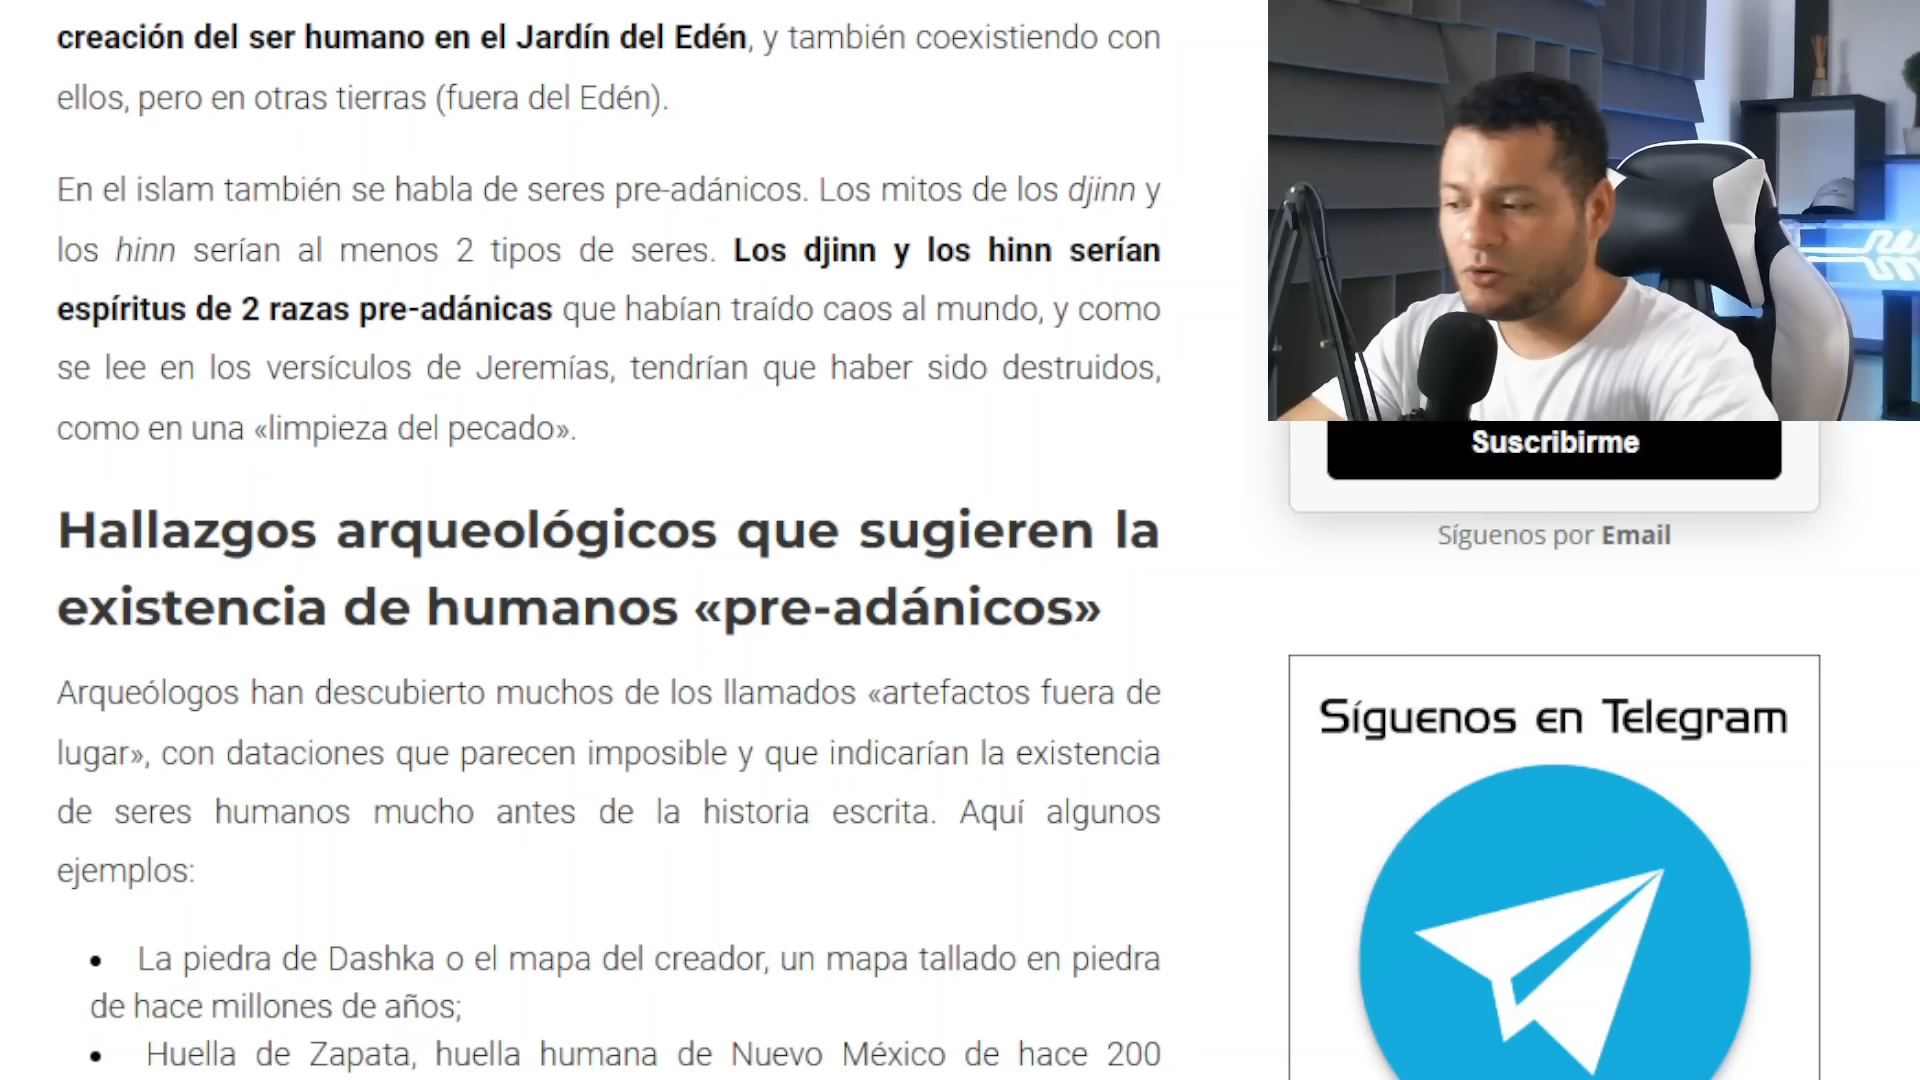 creación del ser humano en el Jardín del Edén, y también coexistiendo con
ellos, pero en otras tierras (fuera del Edén).
En el islam también se habla de seres pre-adánicos. Los mitos de los djinn y
los hinn serían al menos 2 tipos de seres. Los djinn y los hinn serían
espíritus de 2 razas pre-adánicas que habían traído caos al mundo, y como
se lee en los versículos de Jeremías, tendrían que haber sido destruidos,
como en una «limpieza del pecado».
Hallazgos arqueológicos que sugieren la
existencia de humanos «pre-adánicos»
Arqueólogos han descubierto muchos de los llamados «artefactos fuera de
lugar», con dataciones que parecen imposible y que indicarían la existencia
de seres humanos mucho antes de la historia escrita. Aquí algunos
ejemplos:
• La piedra de Dashka o el mapa del creador, un mapa tallado en piedra
de hace millones de años;
• Huella de Zapata, huella humana de Nuevo México de hace 200
Suscribirme
Síguenos por Email
Síguenos en Telegram